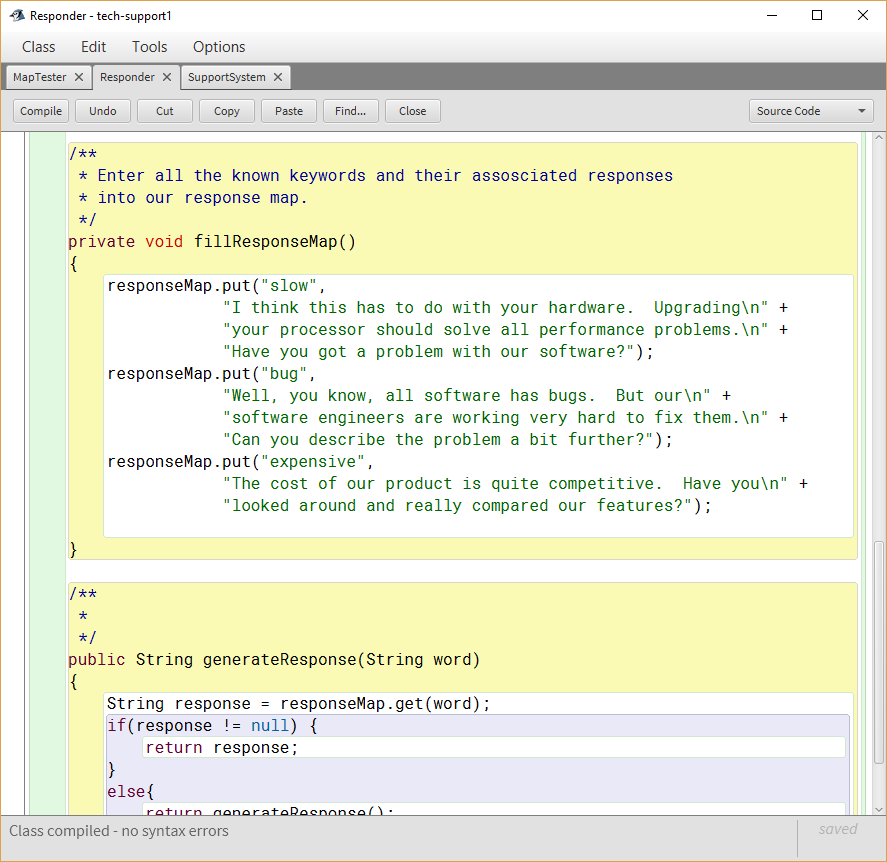 Responder - tech-support1
Class Edit Tools Options
MapTester Responder SupportSystem
Compile Undo Cut Copy Paste Find... Close Source Code
/**
 * Enter all the known keywords and their assosciated responses
 * into our response map.
 */
private void fillResponseMap()
{
    responseMap.put("slow",
                "I think this has to do with your hardware.  Upgrading\n" +
                "your processor should solve all performance problems.\n" +
                "Have you got a problem with our software?");
    responseMap.put("bug",
                "Well, you know, all software has bugs.  But our\n" +
                "software engineers are working very hard to fix them.\n" +
                "Can you describe the problem a bit further?");
    responseMap.put("expensive",
                "The cost of our product is quite competitive.  Have you\n" +
                "looked around and really compared our features?");
}
/**
 *
 */
public String generateResponse(String word)
{
    String response = responseMap.get(word);
    if(response != null) {
        return response;
    }
    else{
        return generateResponse();
Class compiled - no syntax errors
saved